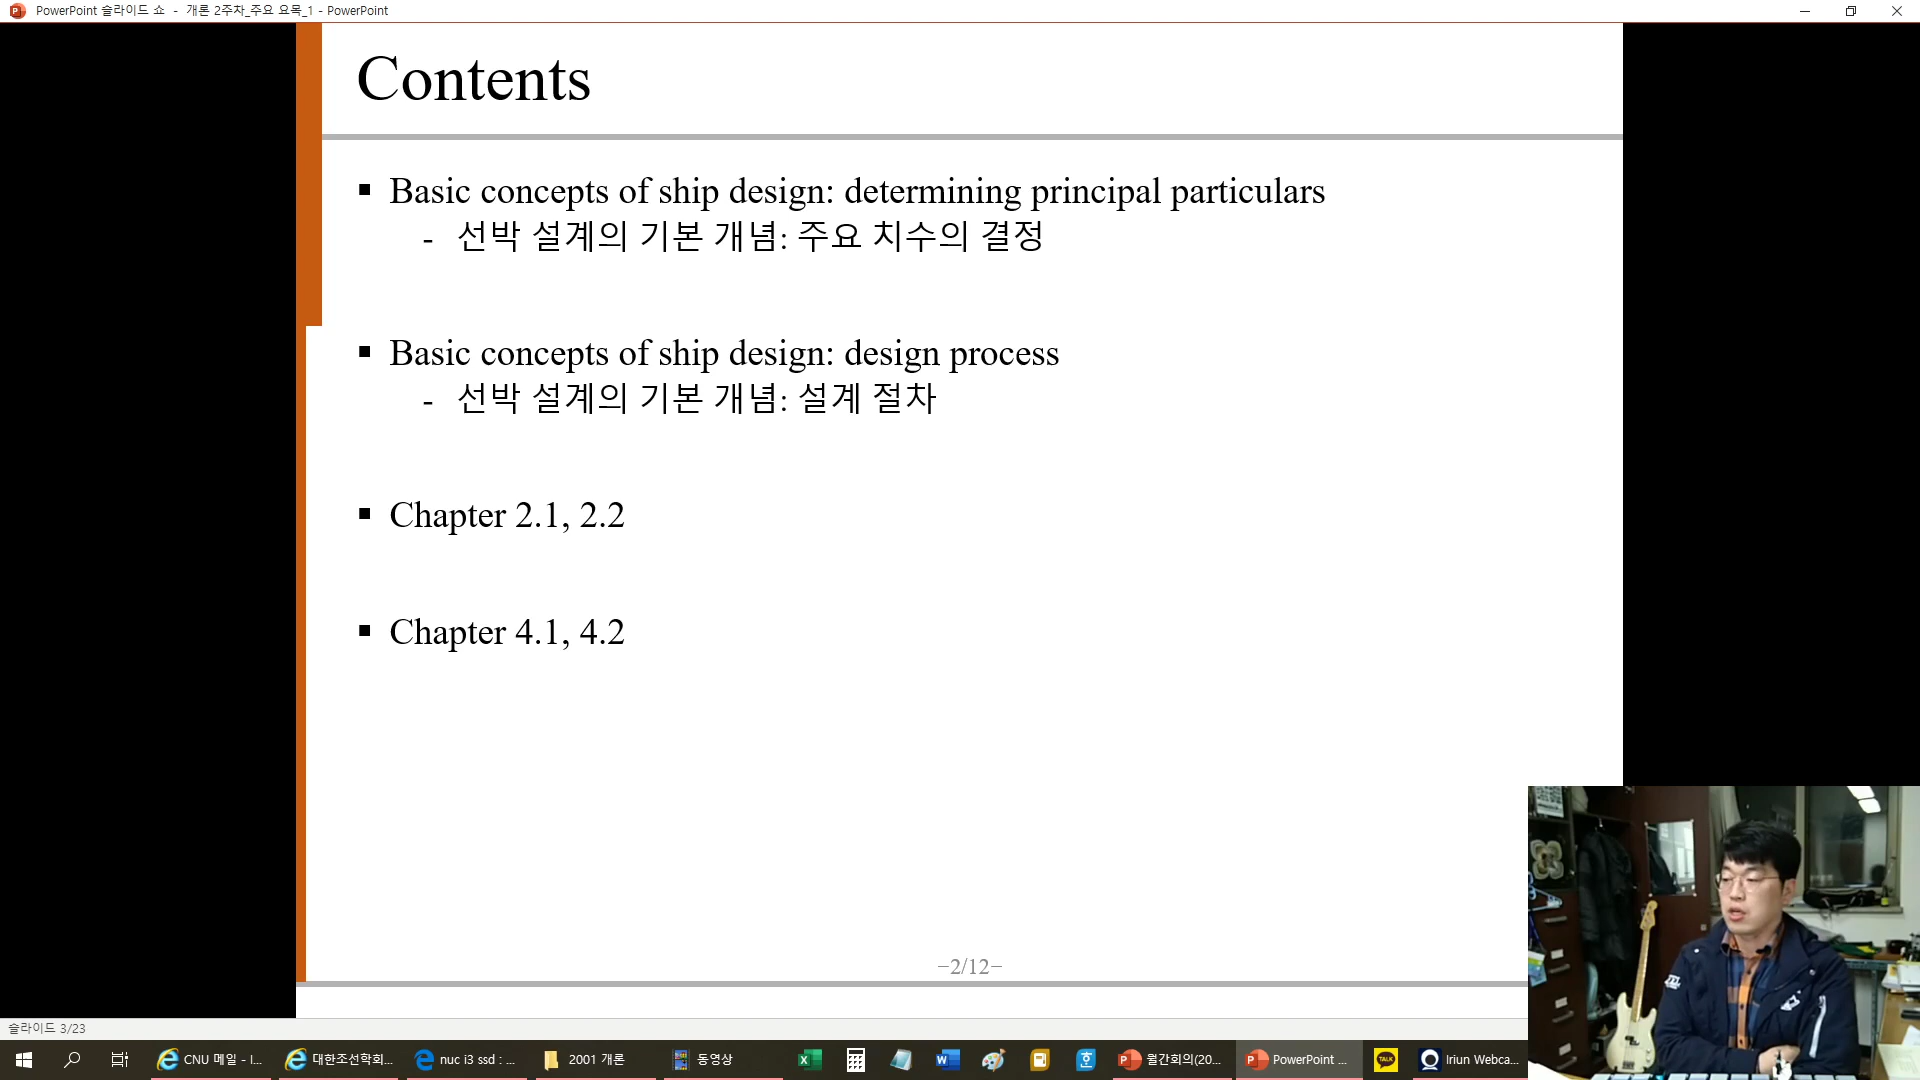 PowerPoint 슬라이드 쇼 - 개론 2주차_주요 요목_1 - PowerPoint
Contents
Basic concepts of ship design: determining principal particulars
- 선박 설계의 기본 개념: 주요 치수의 결정
Basic concepts of ship design: design process
- 선박 설계의 기본 개념: 설계 절차
Chapter 2.1, 2.2
Chapter 4.1, 4.2
−2/12−
슬라이드 3/23
CNU 메일 - I...
대한조선학회...
nuc i3 ssd : ...
2001 개론
동영상
월간회의(20...
PowerPoint ...
TALK
Iriun Webca...